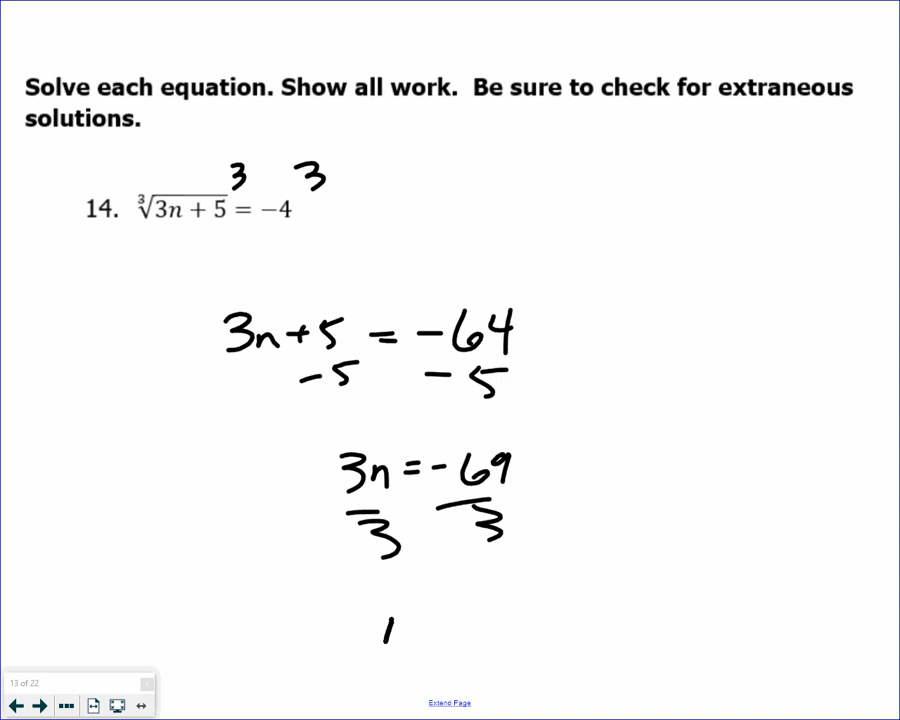 Solve each equation. Show all work. Be sure to check for extraneous
solutions.
3 3
14. ∛3n + 5 = −4
3n + 5 = -64
-5 -5
3n = -69
3 3
13 of 22
Extend Page